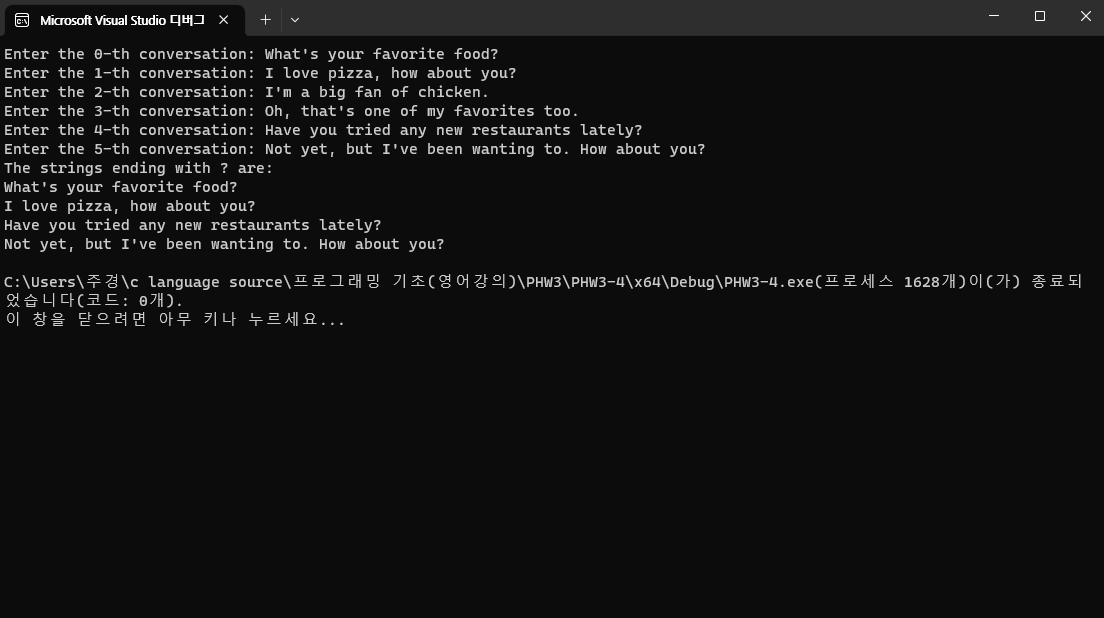 Microsoft Visual Studio 디버그
Enter the 0-th conversation: What's your favorite food?
Enter the 1-th conversation: I love pizza, how about you?
Enter the 2-th conversation: I'm a big fan of chicken.
Enter the 3-th conversation: Oh, that's one of my favorites too.
Enter the 4-th conversation: Have you tried any new restaurants lately?
Enter the 5-th conversation: Not yet, but I've been wanting to. How about you?
The strings ending with ? are:
What's your favorite food?
I love pizza, how about you?
Have you tried any new restaurants lately?
Not yet, but I've been wanting to. How about you?
C:\Users\주경\c language source\프로그래밍 기초(영어강의)\PHW3\PHW3-4\x64\Debug\PHW3-4.exe(프로세스 1628개)이(가) 종료되
었습니다(코드: 0개).
이 창을 닫으려면 아무 키나 누르세요...